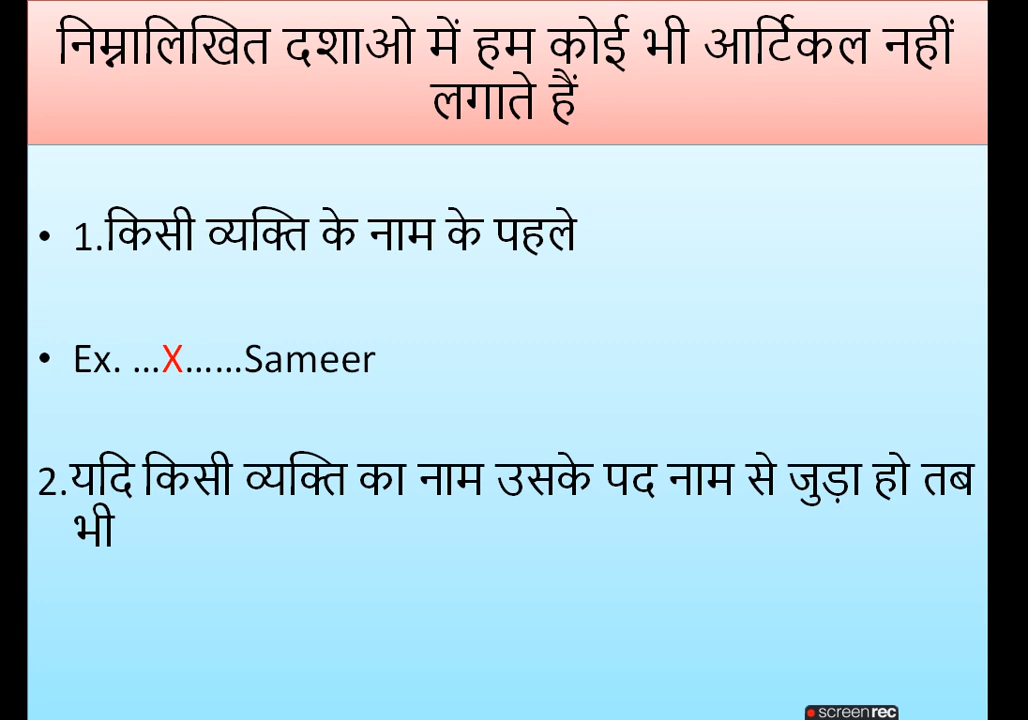 निम्नालिखित दशाओ में हम कोई भी आर्टिकल नहीं
लगाते हैं
• 1.किसी व्यक्ति के नाम के पहले
• Ex. ...X......Sameer
2.यदि किसी व्यक्ति का नाम उसके पद नाम से जुड़ा हो तब
भी
screenrec